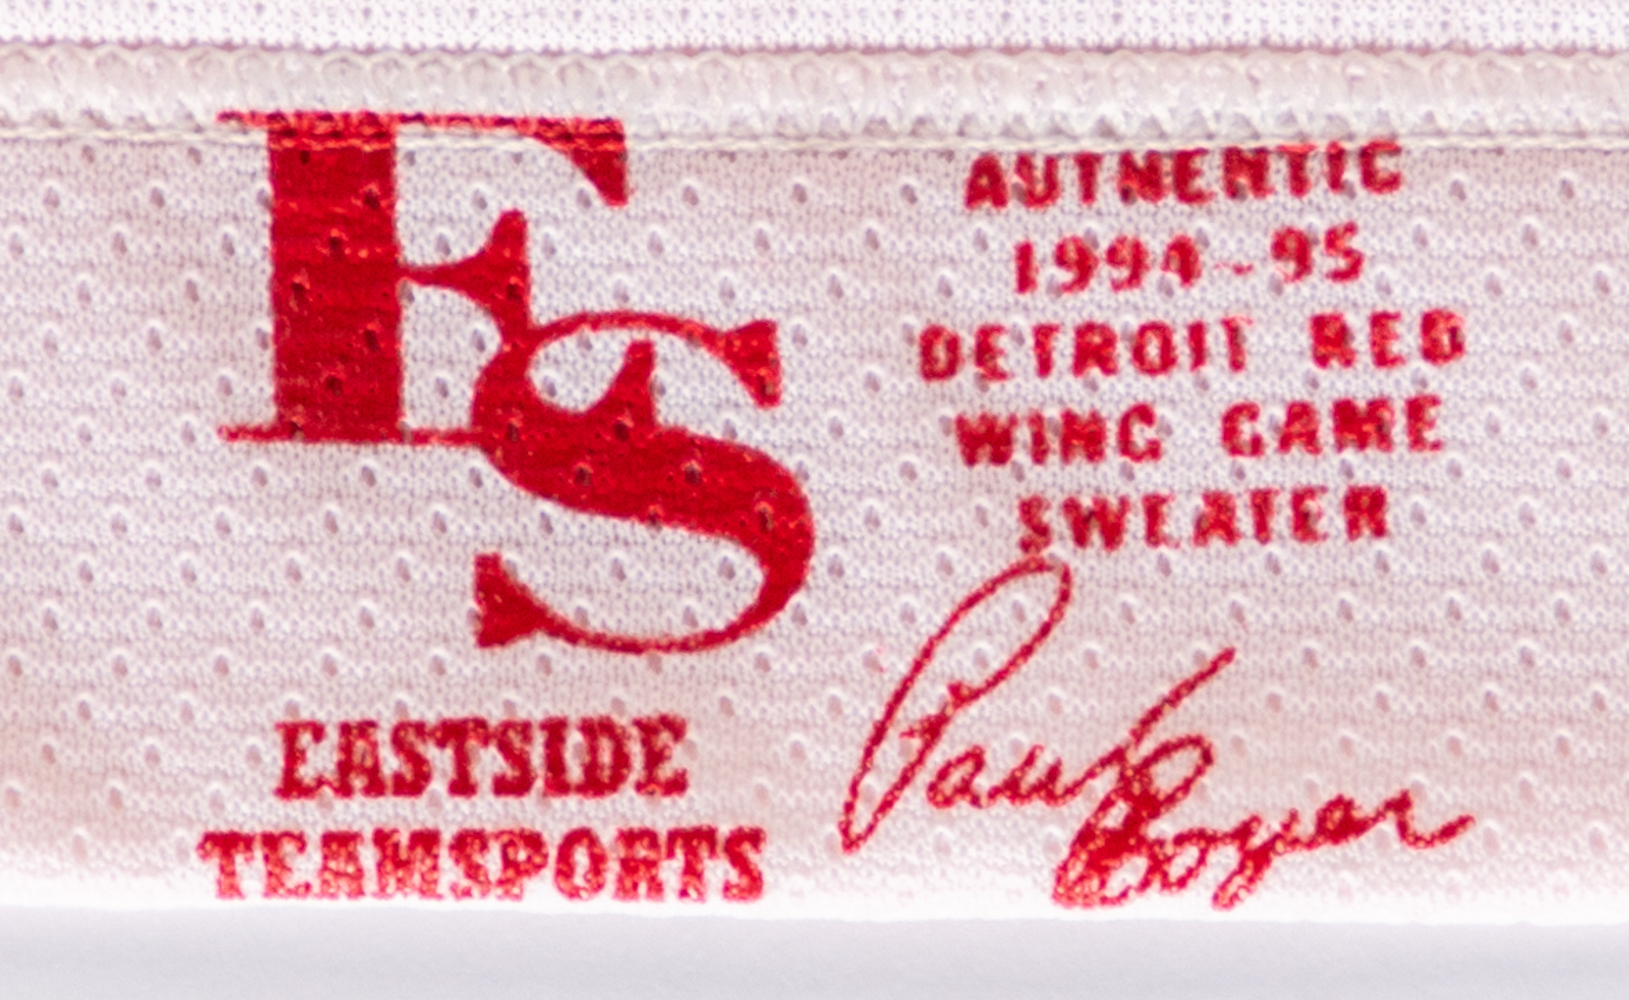 ES
EASTSIDE
TEAMSPORTS
AUTHENTIC
1994-95
DETROIT RED
WING GAME
SWEATER
Paul Boyer